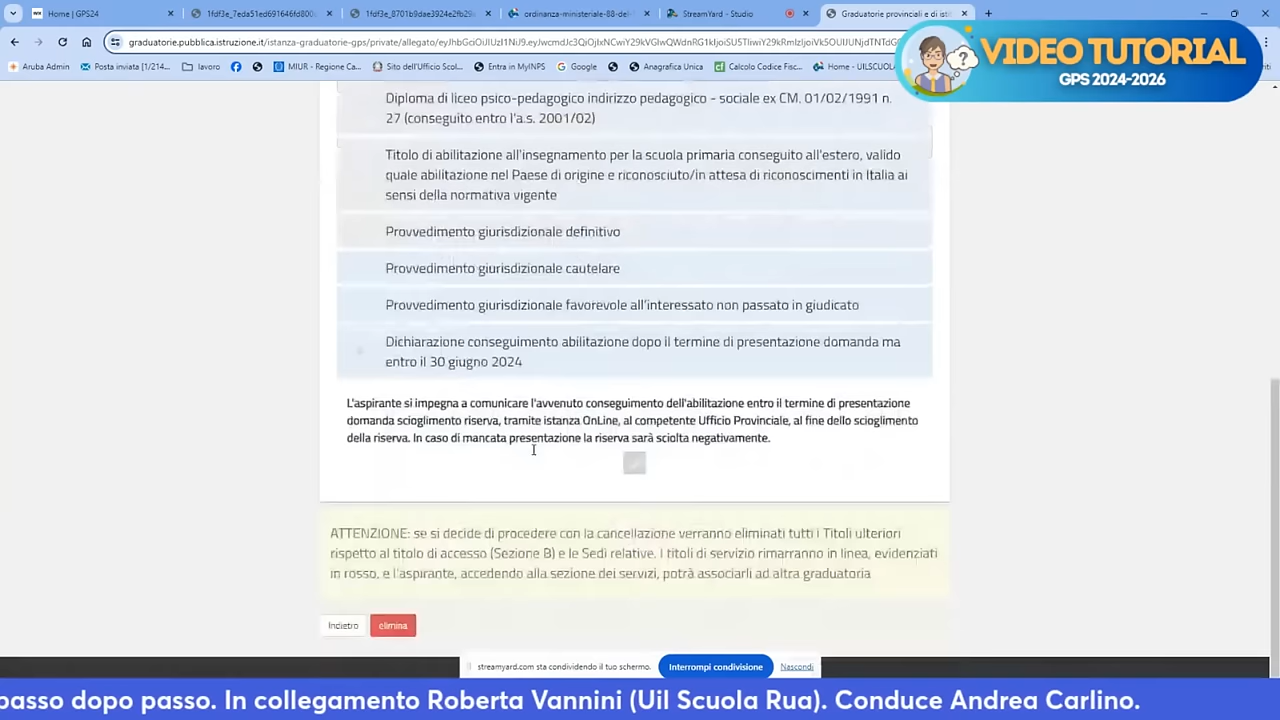 Home | GPS24
1fdf3e_7eda51ed691646fd800c
1fdf3e_8701b9dae3924e2fb29
ordinanza-ministeriale-88-del
StreamYard - Studio
Graduatorie provinciali e di isti
graduatorie.pubblica.istruzione.it/istanza-graduatorie-gps/private/allegato/
VIDEO TUTORIAL
GPS 2024-2026
Aruba Admin
Posta inviata [1/214...
lavoro
MIUR - Regione Ca...
Sito dell'Ufficio Scol...
Entra in MyINPS
Google
Anagrafica Unica
Calcolo Codice Fisc...
Home - UILSCUOL
Diploma di liceo psico-pedagogico indirizzo pedagogico - sociale ex CM. 01/02/1991 n.
27 (conseguito entro l'a.s. 2001/02)
Titolo di abilitazione all'insegnamento per la scuola primaria conseguito all'estero, valido
quale abilitazione nel Paese di origine e riconosciuto/in attesa di riconoscimenti in Italia ai
sensi della normativa vigente
Provvedimento giurisdizionale definitivo
Provvedimento giurisdizionale cautelare
Provvedimento giurisdizionale favorevole all'interessato non passato in giudicato
Dichiarazione conseguimento abilitazione dopo il termine di presentazione domanda ma
entro il 30 giugno 2024
L'aspirante si impegna a comunicare l'avvenuto conseguimento dell'abilitazione entro il termine di presentazione
domanda scioglimento riserva, tramite istanza OnLine, al competente Ufficio Provinciale, al fine dello scioglimento
della riserva. In caso di mancata presentazione la riserva sarà sciolta negativamente.
ATTENZIONE: se si decide di procedere con la cancellazione verranno eliminati tutti i Titoli ulteriori
rispetto al titolo di accesso (Sezione B) e le Sedi relative. I titoli di servizio rimarranno in linea, evidenziati
in rosso, e l'aspirante, accedendo alla sezione dei servizi, potrà associarli ad altra graduatoria
Indietro
elimina
streamyard.com sta condividendo il tuo schermo.
Interrompi condivisione
Nascondi
passo dopo passo. In collegamento Roberta Vannini (Uil Scuola Rua). Conduce Andrea Carlino.